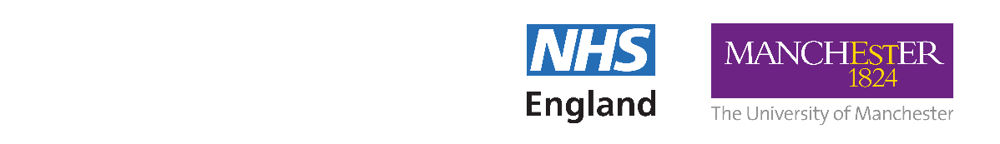 NHS
England
MANCHESTER
1824
The University of Manchester